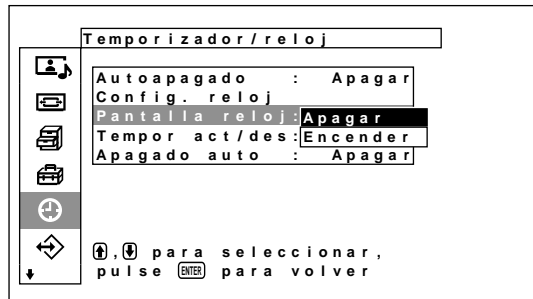 Temporizador/reloj
Autoapagado : Apagar
Config. reloj
Pantalla reloj: Apagar
Tempor act/des: Encender
Apagado auto : Apagar
, para seleccionar,
pulse ENTER para volver